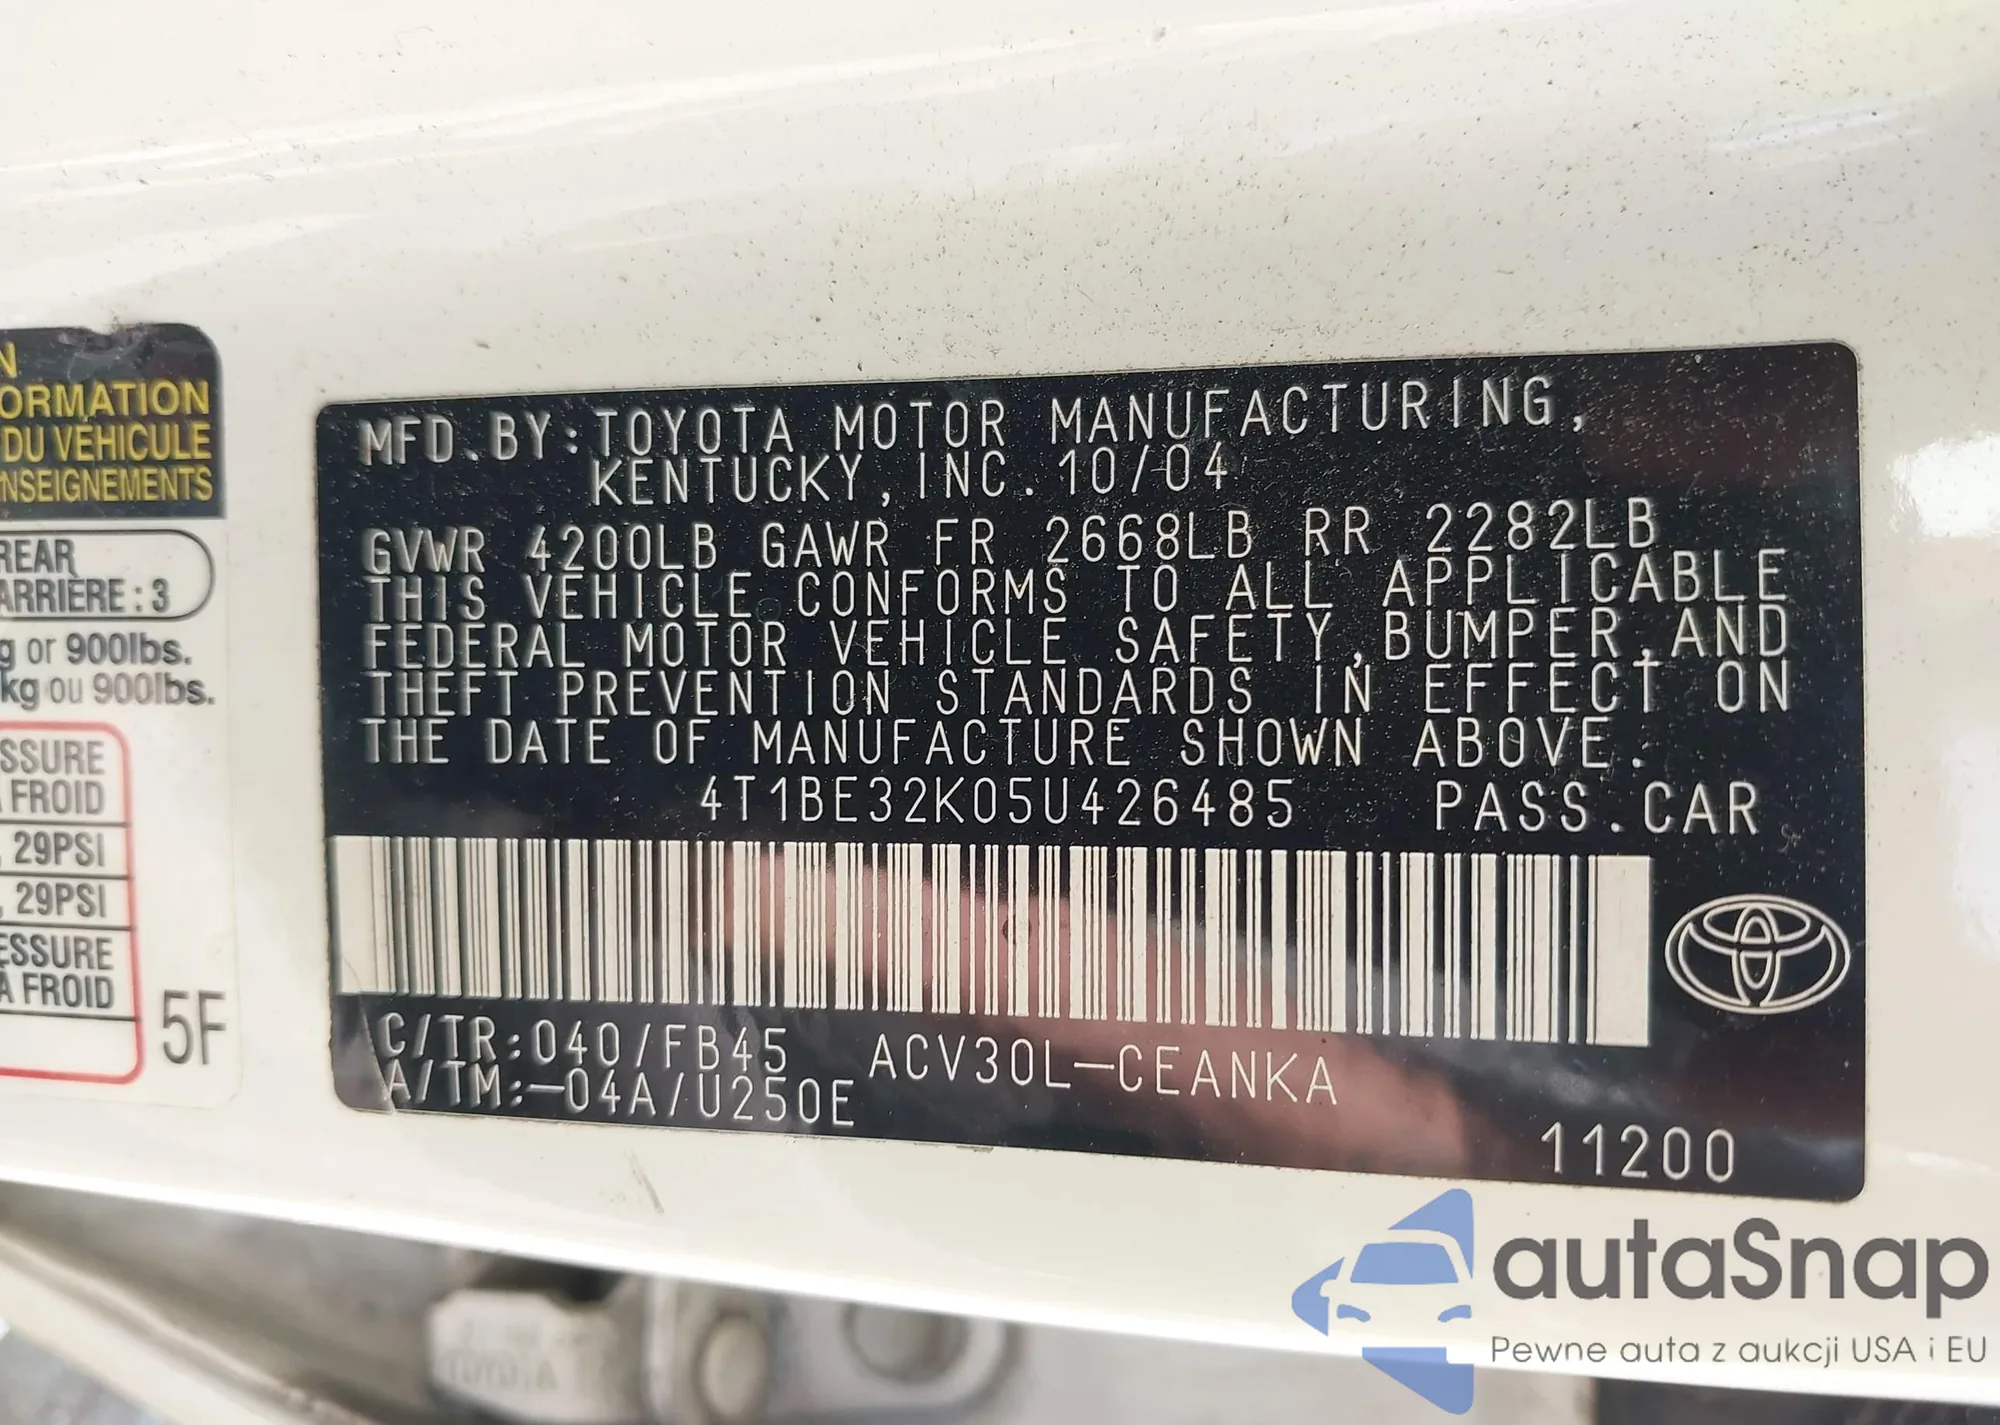 N
ORMATION
DU VÉHICULE
NSEIGNEMENTS
REAR
ARRIÈRE : 3
g or 900lbs.
kg ou 900lbs.
SSURE
FROID
, 29PSI
, 29PSI
ESSURE
À FROID
5F
MFD.BY:TOYOTA MOTOR MANUFACTURING,
KENTUCKY,INC.10/04
GVWR 4200LB GAWR FR 2668LB RR 2282LB
THIS VEHICLE CONFORMS TO ALL APPLICABLE
FEDERAL MOTOR VEHICLE SAFETY,BUMPER,AND
THEFT PREVENTION STANDARDS IN EFFECT ON
THE DATE OF MANUFACTURE SHOWN ABOVE.
4T1BE32K05U426485 PASS.CAR
C/TR:040/FB45 ACV30L-CEANKA
A/TM:-04A/U250E
11200
TOYOTA
autaSnap
Pewne auta z aukcji USA i EU